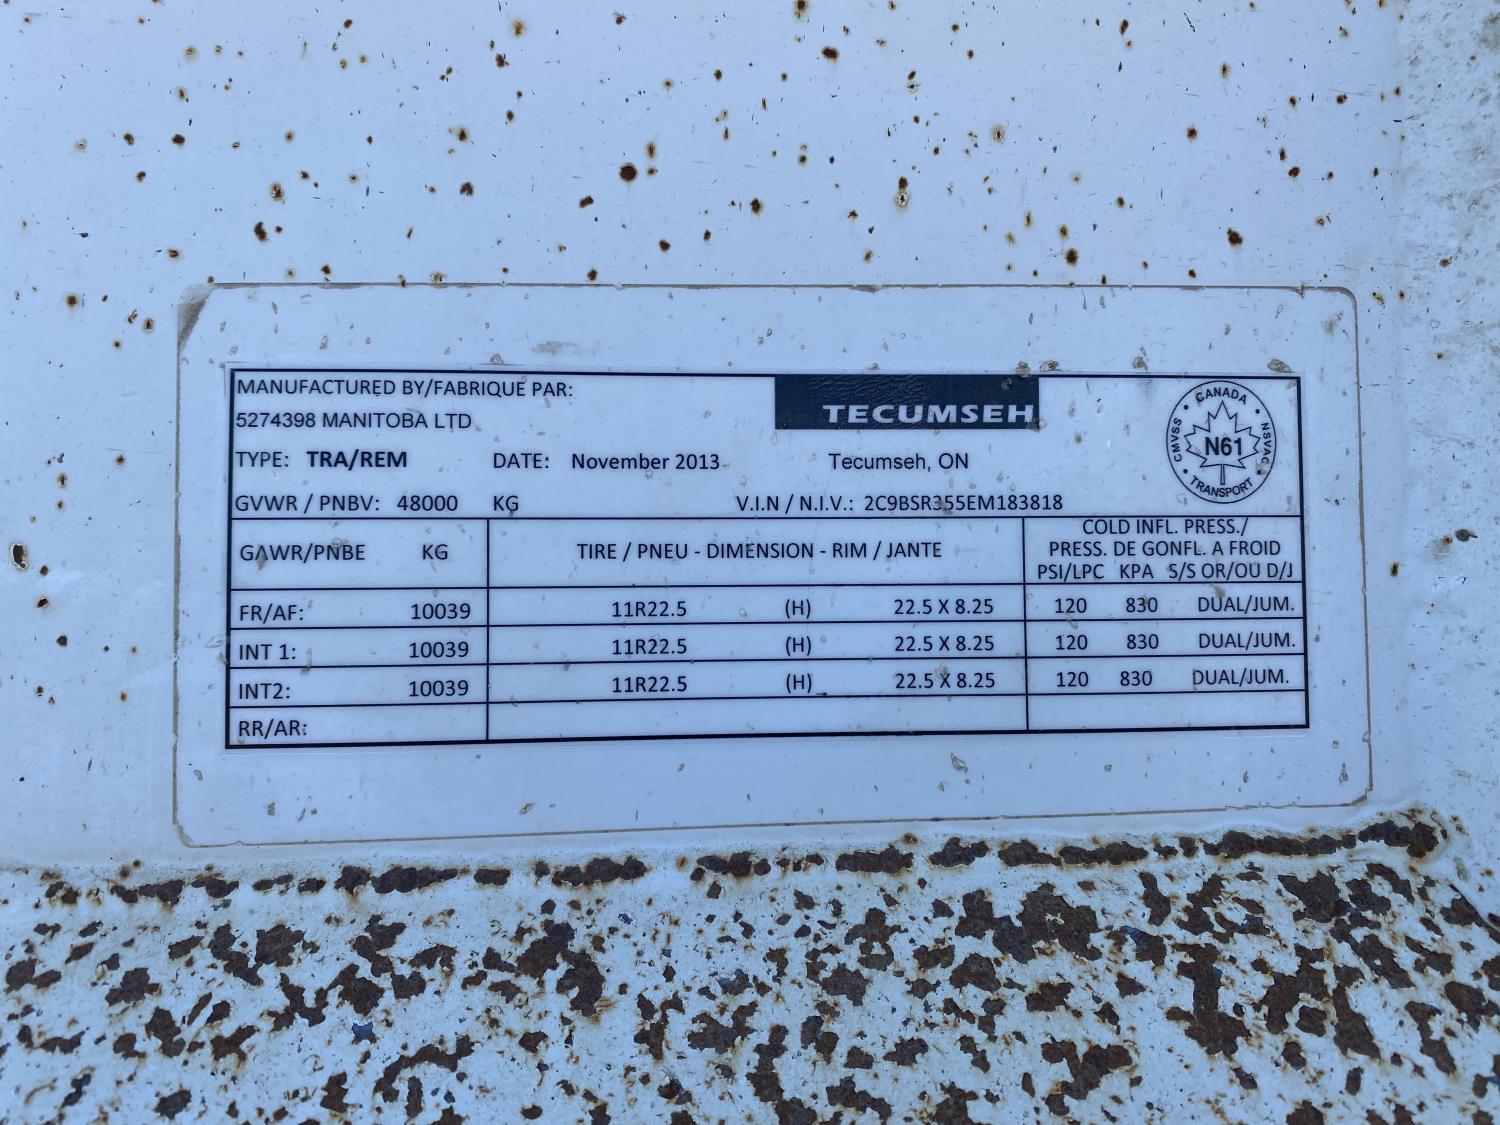 MANUFACTURED BY/FABRIQUE PAR:
5274398 MANITOBA LTD
TECUMSEH
CANADA
CMVSS NSVAC
N61
TRANSPORT
TYPE: TRA/REM DATE: November 2013 Tecumseh, ON
GVWR / PNBV: 48000 KG V.I.N / N.I.V.: 2C9BSR355EM183818
GAWR/PNBE KG TIRE / PNEU - DIMENSION - RIM / JANTE
COLD INFL. PRESS./
PRESS. DE GONFL. A FROID
PSI/LPC KPA S/S OR/OU D/J
FR/AF: 10039 11R22.5 (H) 22.5 X 8.25 120 830 DUAL/JUM.
INT 1: 10039 11R22.5 (H) 22.5 X 8.25 120 830 DUAL/JUM.
INT2: 10039 11R22.5 (H) 22.5 X 8.25 120 830 DUAL/JUM.
RR/AR: